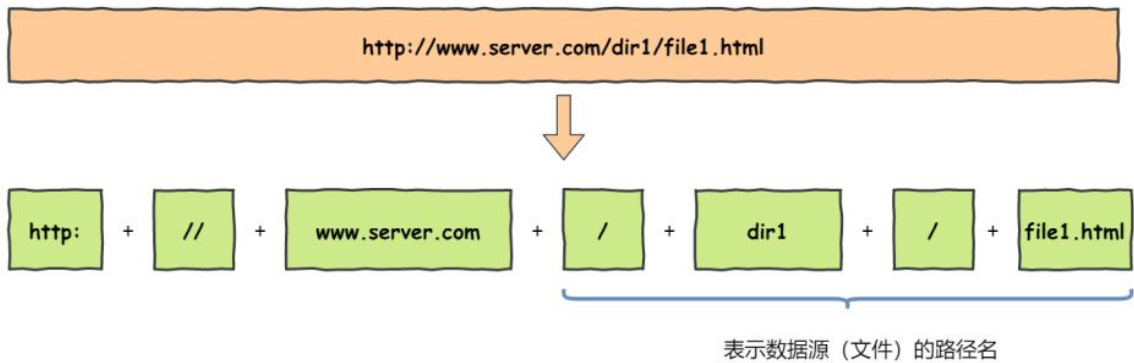 http://www.server.com/dir1/file1.html
http: + // + www.server.com + / + dir1 + / + file1.html
表示数据源（文件）的路径名